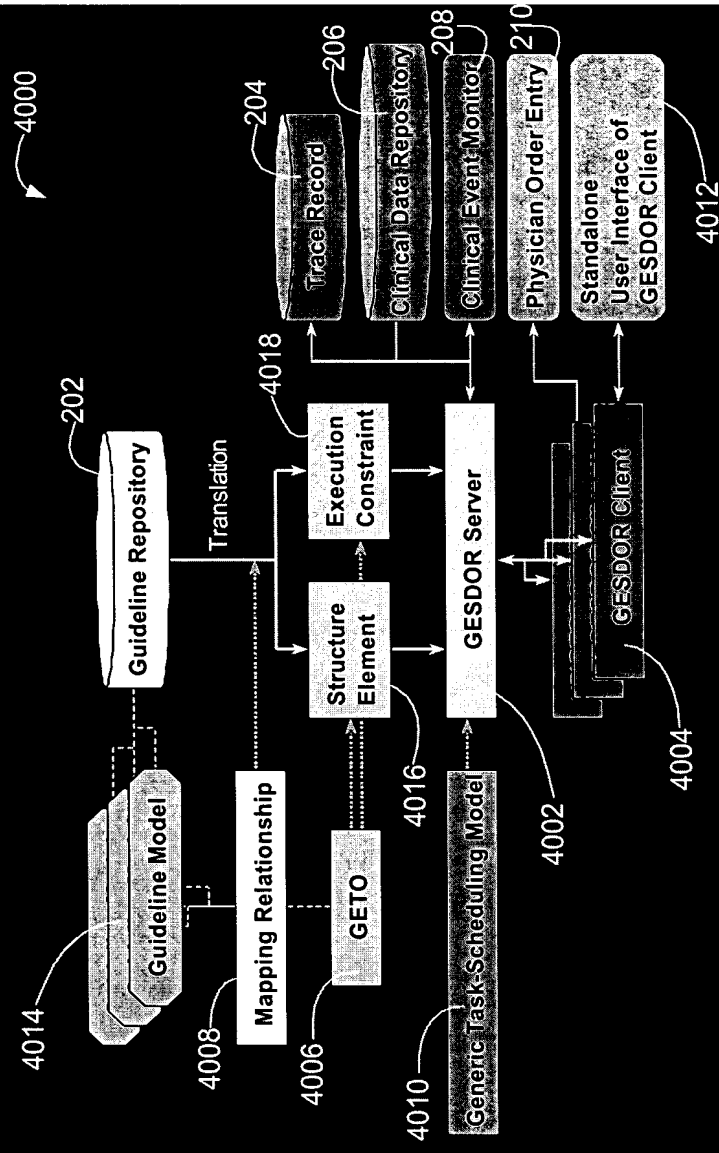 4000
202
Guideline Repository
4014
Guideline Model
Translation
4008
Mapping Relationship
4006
GETO
4016
Structure
Element
4018
Execution
Constraint
204
Trace Record
206
Clinical Data Repository
208
Clinical Event Monitor
210
Physician Order Entry
Standalone
User Interface of
GESDOR Client
4012
4010
Generic Task-Scheduling Model
4002
GESDOR Server
4004
GESDOR Client